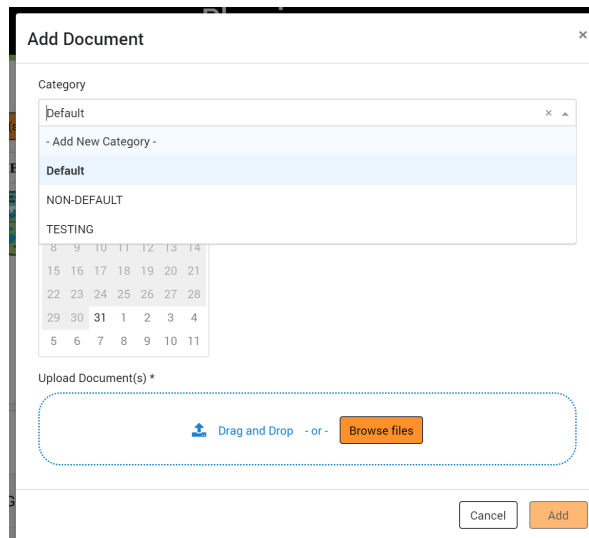 Add Document
×
Category
Default × 
- Add New Category -
Default
NON-DEFAULT
TESTING
8 9 10 11 12 13 14
15 16 17 18 19 20 21
22 23 24 25 26 27 28
29 30 31 1 2 3 4
5 6 7 8 9 10 11
Upload Document(s) *
Drag and Drop - or - Browse files
Cancel Add